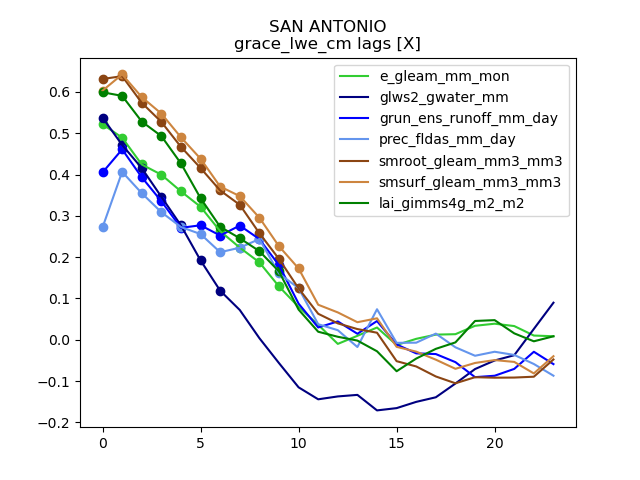 SAN ANTONIO
grace_lwe_cm lags [X]
e_gleam_mm_mon
glws2_gwater_mm
grun_ens_runoff_mm_day
prec_fldas_mm_day
smroot_gleam_mm3_mm3
smsurf_gleam_mm3_mm3
lai_gimms4g_m2_m2
0.6
0.5
0.4
0.3
0.2
0.1
0.0
−0.1
−0.2
0 5 10 15 20